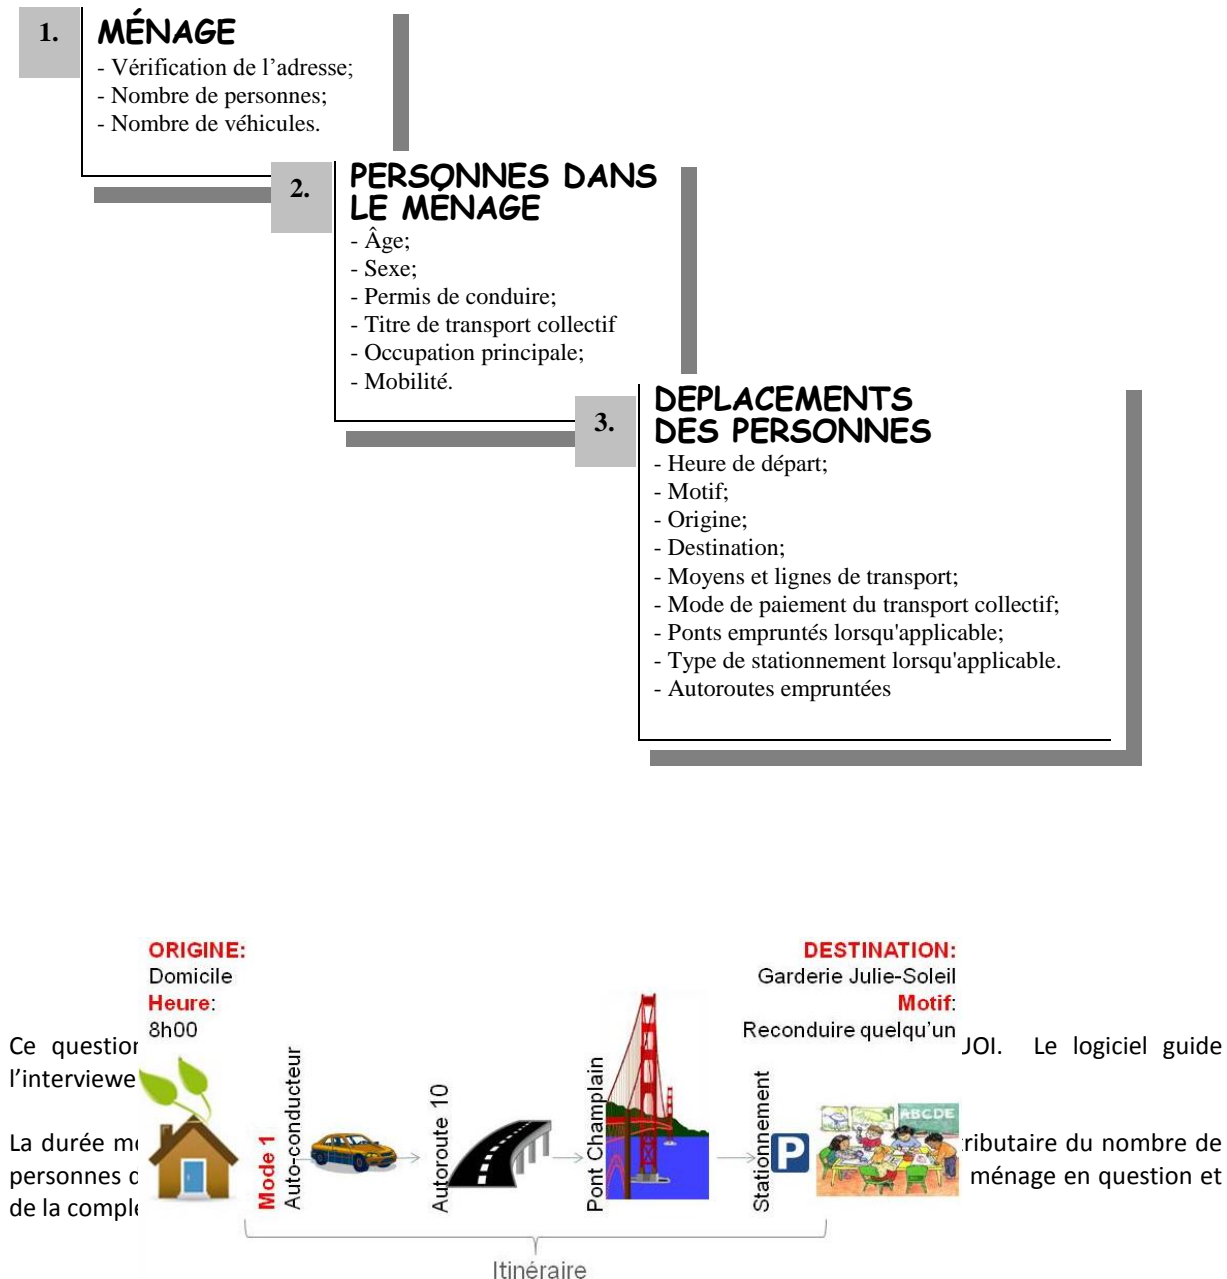 1.
MÉNAGE
- Vérification de l’adresse;
- Nombre de personnes;
- Nombre de véhicules.
2.
PERSONNES DANS
LE MÉNAGE
- Âge;
- Sexe;
- Permis de conduire;
- Titre de transport collectif
- Occupation principale;
- Mobilité.
3.
DEPLACEMENTS
DES PERSONNES
- Heure de départ;
- Motif;
- Origine;
- Destination;
- Moyens et lignes de transport;
- Mode de paiement du transport collectif;
- Ponts empruntés lorsqu'applicable;
- Type de stationnement lorsqu'applicable.
- Autoroutes empruntées
ORIGINE:
Domicile
Heure:
8h00
DESTINATION:
Garderie Julie-Soleil
Motif:
Reconduire quelqu'un
Mode 1
Auto-conducteur
Autoroute 10
Pont Champlain
Stationnement
P
ABCDE
Itinéraire
Ce Le logiciel guide
La durée du nombre de
personnes ménage en question et
de la